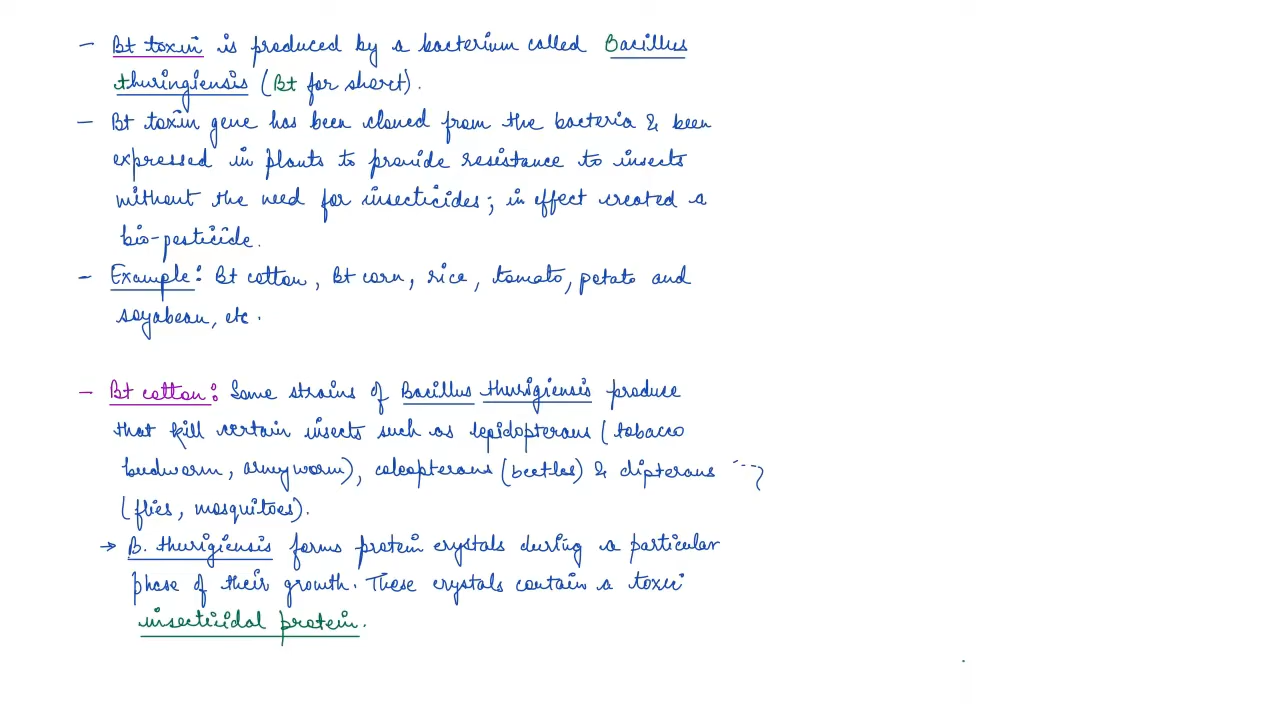 - Bt toxin is produced by a bacterium called Bacillus
thuringiensis (Bt for short).
- Bt toxin gene has been cloned from the bacteria & been
expressed in plants to provide resistance to insects
without the need for insecticides; in effect created a
bio-pesticide.
- Example: Bt cotton, Bt corn, rice, tomato, potato and
soyabean, etc.
- Bt cotton: Some strains of Bacillus thurigiensis produce
that kill certain insects such as lepidopterans (tobacco
budworm, armyworm), coleopterans (beetles) & dipterans
(flies, mosquitoes).
→ B. thurigiensis forms protein crystals during a particular
phase of their growth. These crystals contain a toxic
insecticidal protein.